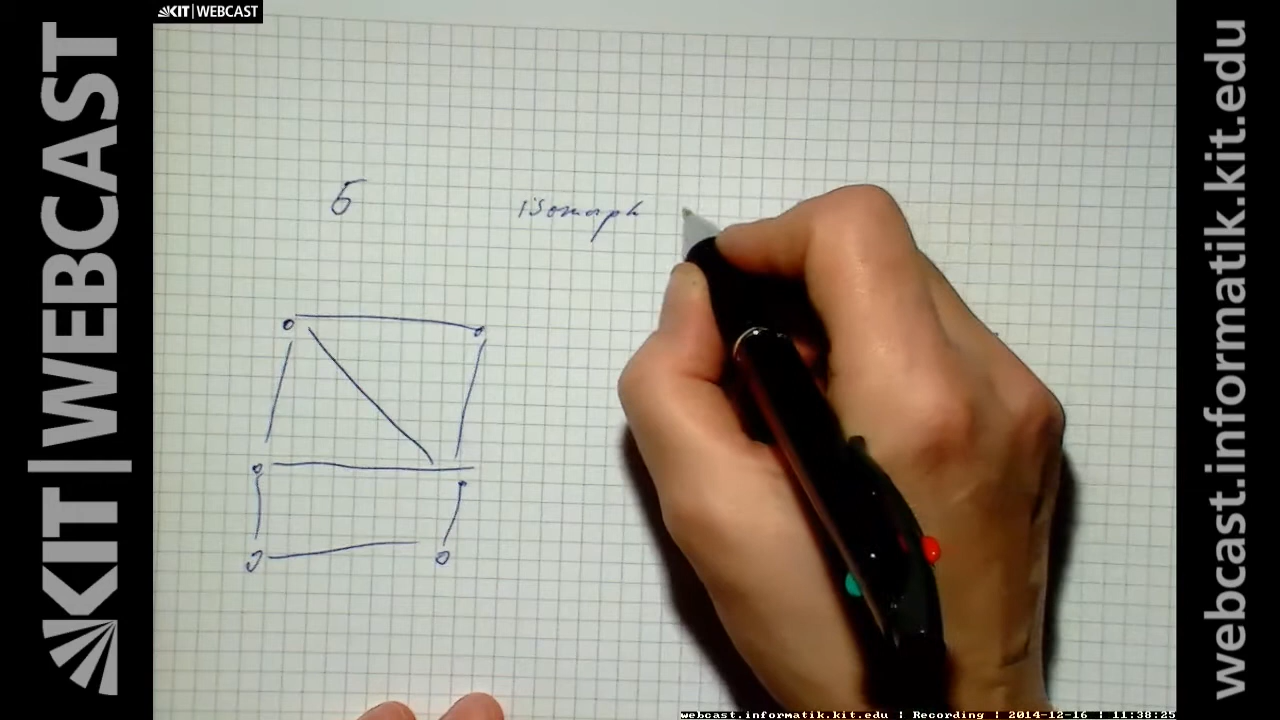 KIT | WEBCAST
KIT|WEBCAST
isomorph
webcast.informatik.kit.edu
webcast.informatik.kit.edu | Recording | 2014-12-16 | 11:38:25